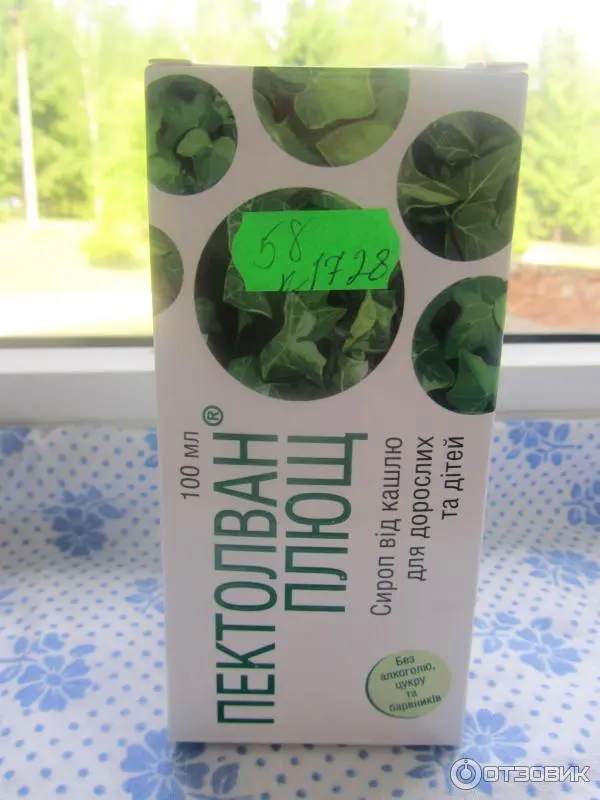 58
к 1728
100 мл
ПЕКТОЛВАН®
ПЛЮЩ
Сироп від кашлю
для дорослих
та дітей
Без
алкоголю,
цукру
та
барвників
ОТЗОВИК